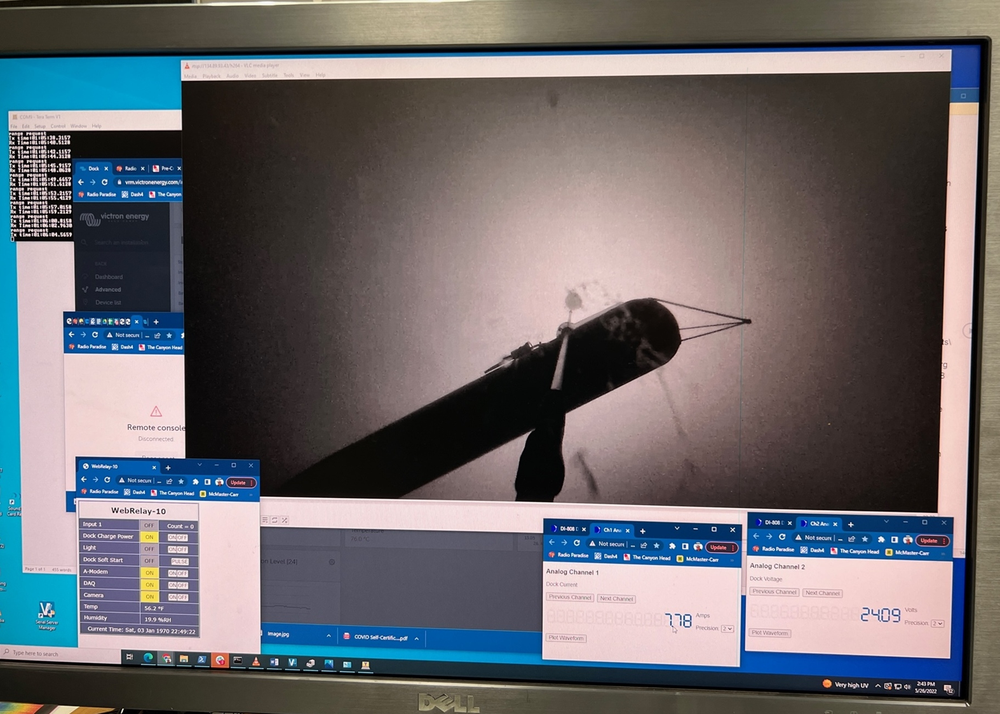 rtsp://134.89.93.43/h264 - VLC media player
Media Playback Audio Video Subtitle Tools View Help
COM9 - Tera Term VT
File Edit Setup Control Window Help
range request
Tx time:01:05:38.3157
Rx Time:01:05:40.5128
range request
Tx time:01:05:42.1157
Rx Time:01:05:44.3128
range request
Tx time:01:05:45.9157
Rx Time:01:05:48.0628
range request
Tx time:01:05:49.6657
Rx Time:01:05:51.6128
range request
Tx time:01:05:53.2157
Rx Time:01:05:55.4129
range request
Tx time:01:05:57.0158
Rx Time:01:05:59.2129
range request
Tx time:01:06:00.8158
Rx Time:01:06:02.9630
range request
Tx time:01:06:04.5659
Dock Radio Pre-C
vrm.victronenergy.com/i
Radio Paradise Dash4 The Canyon
victron energy
Search an installation
BACK
Dashboard
Advanced
Device list
Not secure
Radio Paradise Dash4 The Canyon Head
Remote console
Disconnected
WebRelay-10
Not secure Update
Radio Paradise Dash4 The Canyon Head McMaster-Carr
WebRelay-10
Input 1 OFF Count = 0
Dock Charge Power ON ON OFF
Light OFF ON OFF
Dock Soft Start OFF PULSE
A-Modem ON ON OFF
DAQ ON ON OFF
Camera ON ON OFF
Temp 56.2 °F
Humidity 19.9 %RH
Current Time: Sat, 03 Jan 1970 22:49:22
Page 1 of 1 455 words
Serial Server
Manager
Temperature
76.0 °C
on Level [24]
Image.jpg
COVID Self-Certific....pdf
DI-808 Ch1 Ana
Not secure Update
Radio Paradise Dash4 The Canyon Head McMaster-Carr
Analog Channel 1
Dock Current
Previous Channel Next Channel
7.78 Amps
Precision: 2
Plot Waveform
DI-808 Ch2 Ana
Not secure Update
Radio Paradise Dash4 The Canyon Head McMaster-Carr
Analog Channel 2
Dock Voltage
Previous Channel Next Channel
24.09 Volts
Precision: 2
Plot Waveform
Type here to search
Very high UV
2:43 PM
5/26/2022
DELL